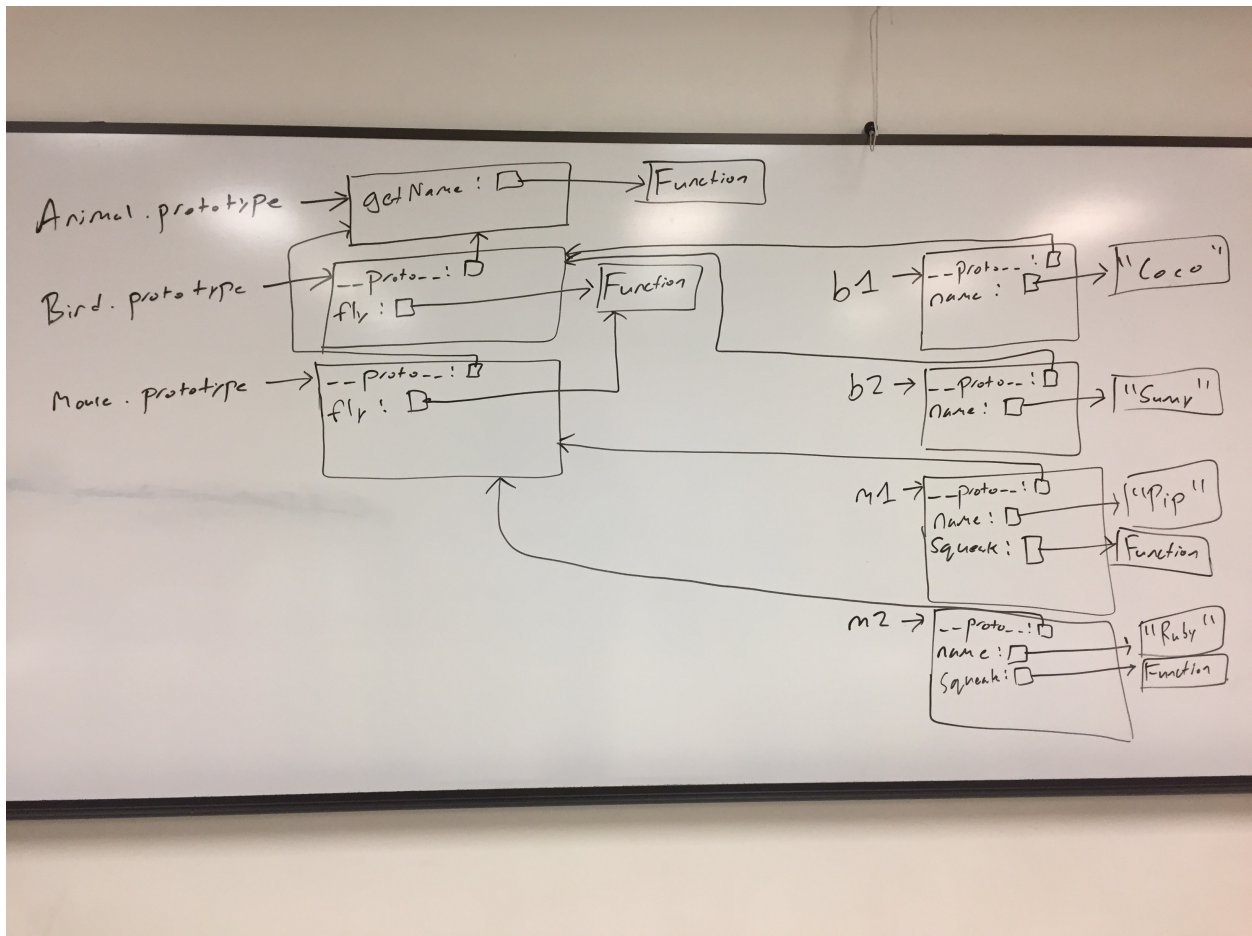 Animal.prototype
getName:
Function
Bird.prototype
__proto__:
fly:
Function
Mouse.prototype
__proto__:
fly:
b1
__proto__:
name:
"Coco"
b2
__proto__:
name:
"Sunny"
m1
__proto__:
name:
"Pip"
Squeak:
Function
m2
__proto__:
name:
"Ruby"
Squeak:
Function